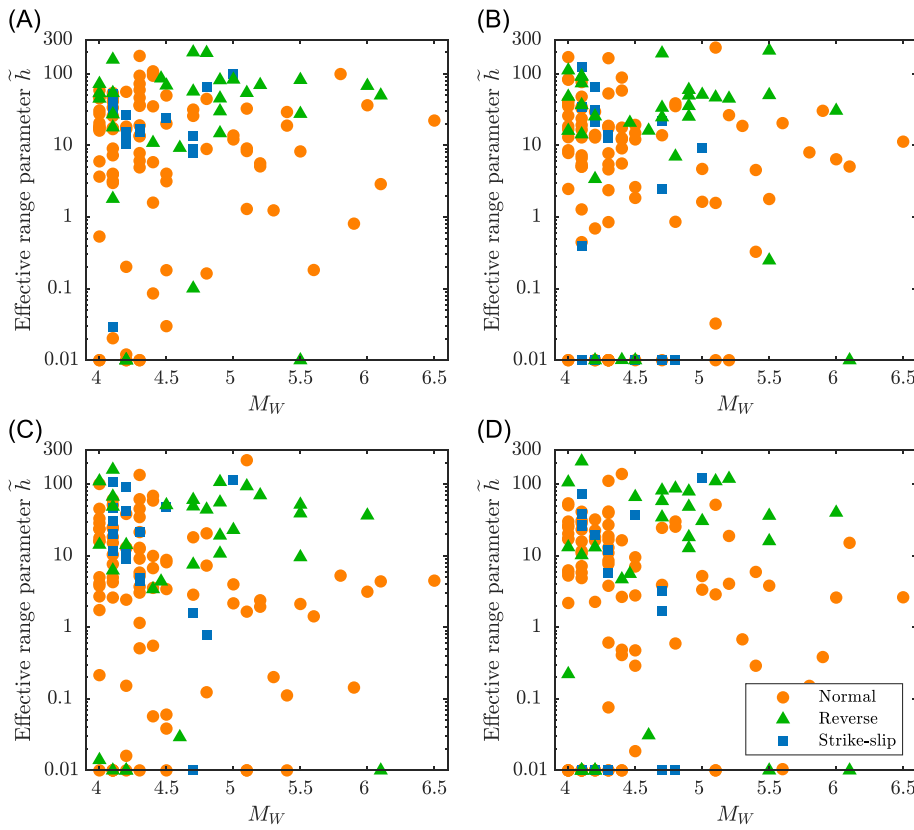 (A)
Effective range parameter h̃
300
100
10
1
0.1
0.01
4 4.5 5 5.5 6 6.5
M_W
(B)
Effective range parameter h̃
300
100
10
1
0.1
0.01
4 4.5 5 5.5 6 6.5
M_W
(C)
Effective range parameter h̃
300
100
10
1
0.1
0.01
4 4.5 5 5.5 6 6.5
M_W
(D)
Effective range parameter h̃
300
100
10
1
0.1
0.01
Normal
Reverse
Strike-slip
4 4.5 5 5.5 6 6.5
M_W